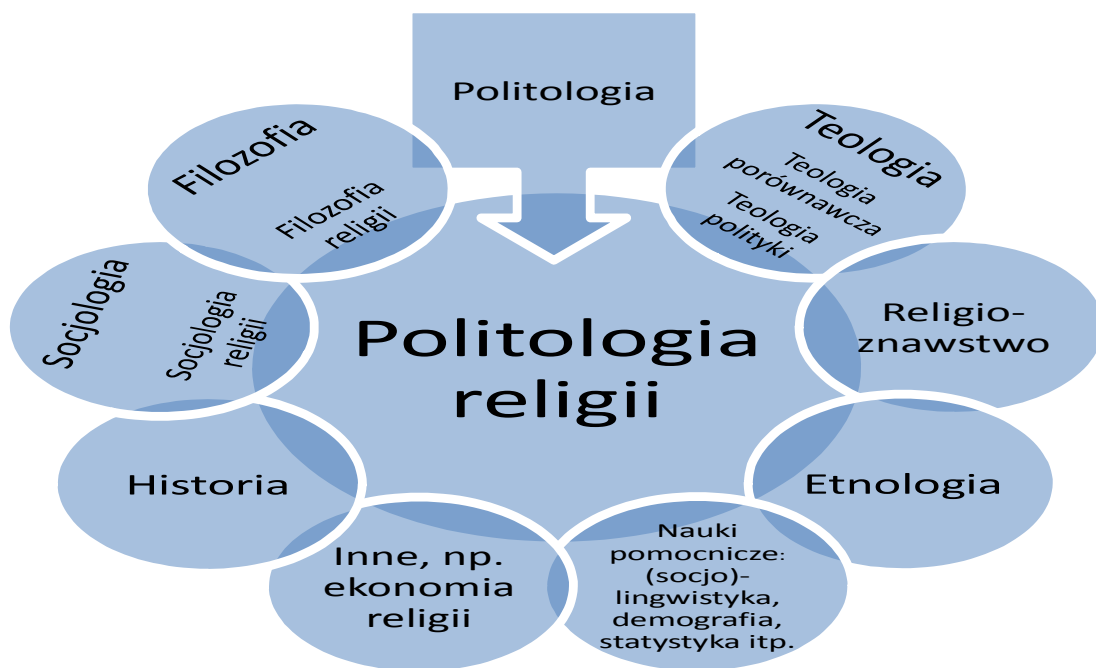 Politologia
Filozofia
Filozofia
religii
Teologia
Teologia
porównawcza
Teologia
polityki
Socjologia
Socjologia
religii
Politologia
religii
Religio-
znawstwo
Historia
Etnologia
Inne, np.
ekonomia
religii
Nauki
pomocnicze:
(socjo)-
lingwistyka,
demografia,
statystyka itp.